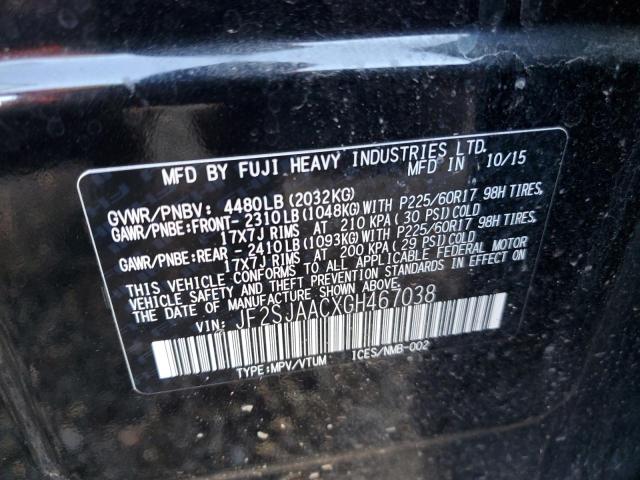 MFD BY FUJI HEAVY INDUSTRIES LTD.
MFD IN 10/15
GVWR/PNBV: 4480LB (2032KG)
GAWR/PNBE:FRONT-2310LB (1048KG)WITH P225/60R17 98H TIRES,
17X7J RIMS AT 210 KPA ( 30 PSI) COLD
GAWR/PNBE:REAR -2410LB (1093KG)WITH P225/60R17 98H TIRES,
17X7J RIMS AT 200 KPA ( 29 PSI) COLD
THIS VEHICLE CONFORMS TO ALL APPLICABLE FEDERAL MOTOR
VEHICLE SAFETY AND THEFT PREVENTION STANDARDS IN EFFECT ON
THE DATE OF MANUFACTURE SHOWN ABOVE.
VIN: JF2SJAACXGH467038
TYPE:MPV/VTUM ICES/NMB-002